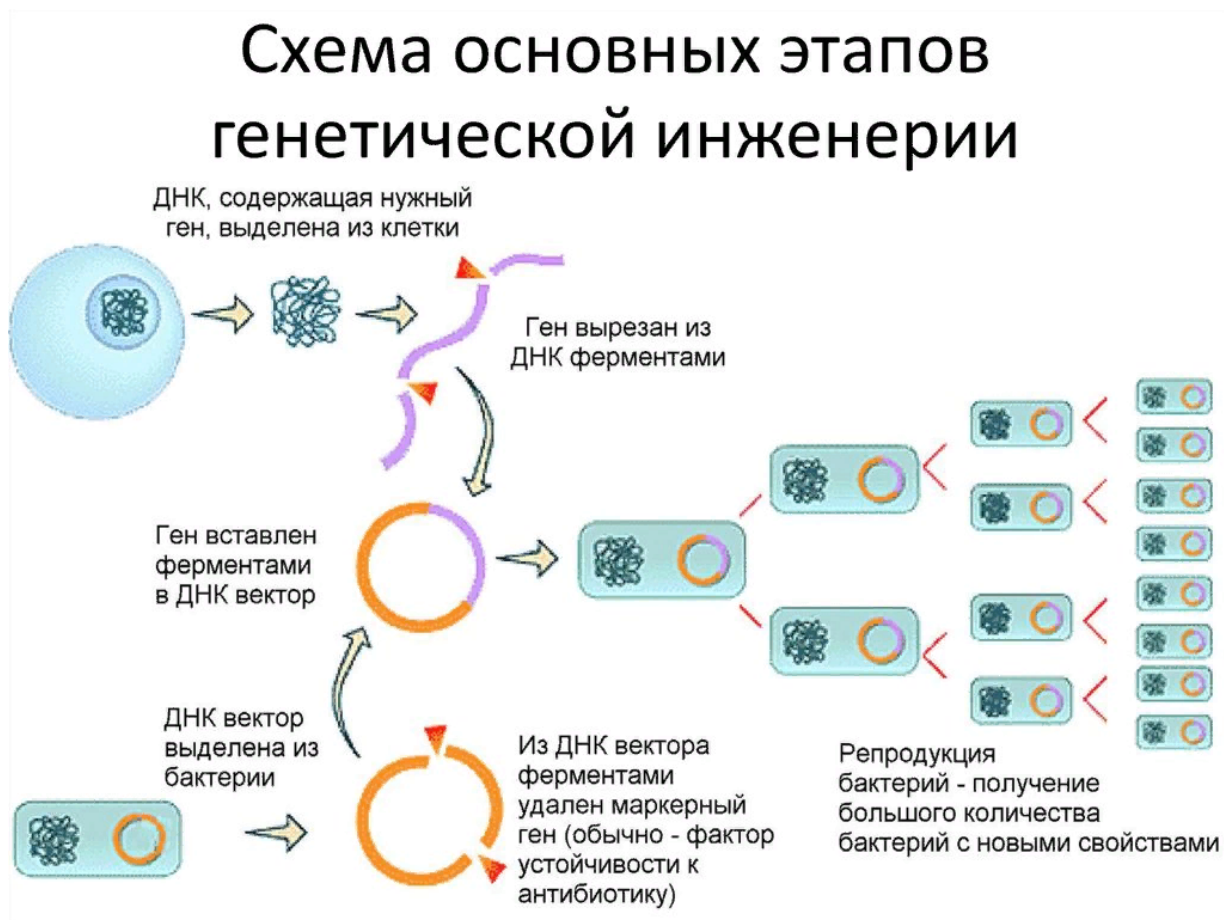 Схема основных этапов
генетической инженерии
ДНК, содержащая нужный
ген, выделена из клетки
Ген вырезан из
ДНК ферментами
Ген вставлен
ферментами
в ДНК вектор
ДНК вектор
выделена из
бактерии
Из ДНК вектора
ферментами
удален маркерный
ген (обычно - фактор
устойчивости к
антибиотику)
Репродукция
бактерий - получение
большого количества
бактерий с новыми свойствами